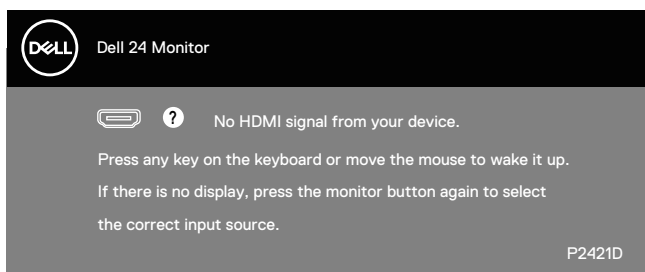 DELL
Dell 24 Monitor
? No HDMI signal from your device.
Press any key on the keyboard or move the mouse to wake it up.
If there is no display, press the monitor button again to select
the correct input source.
P2421D